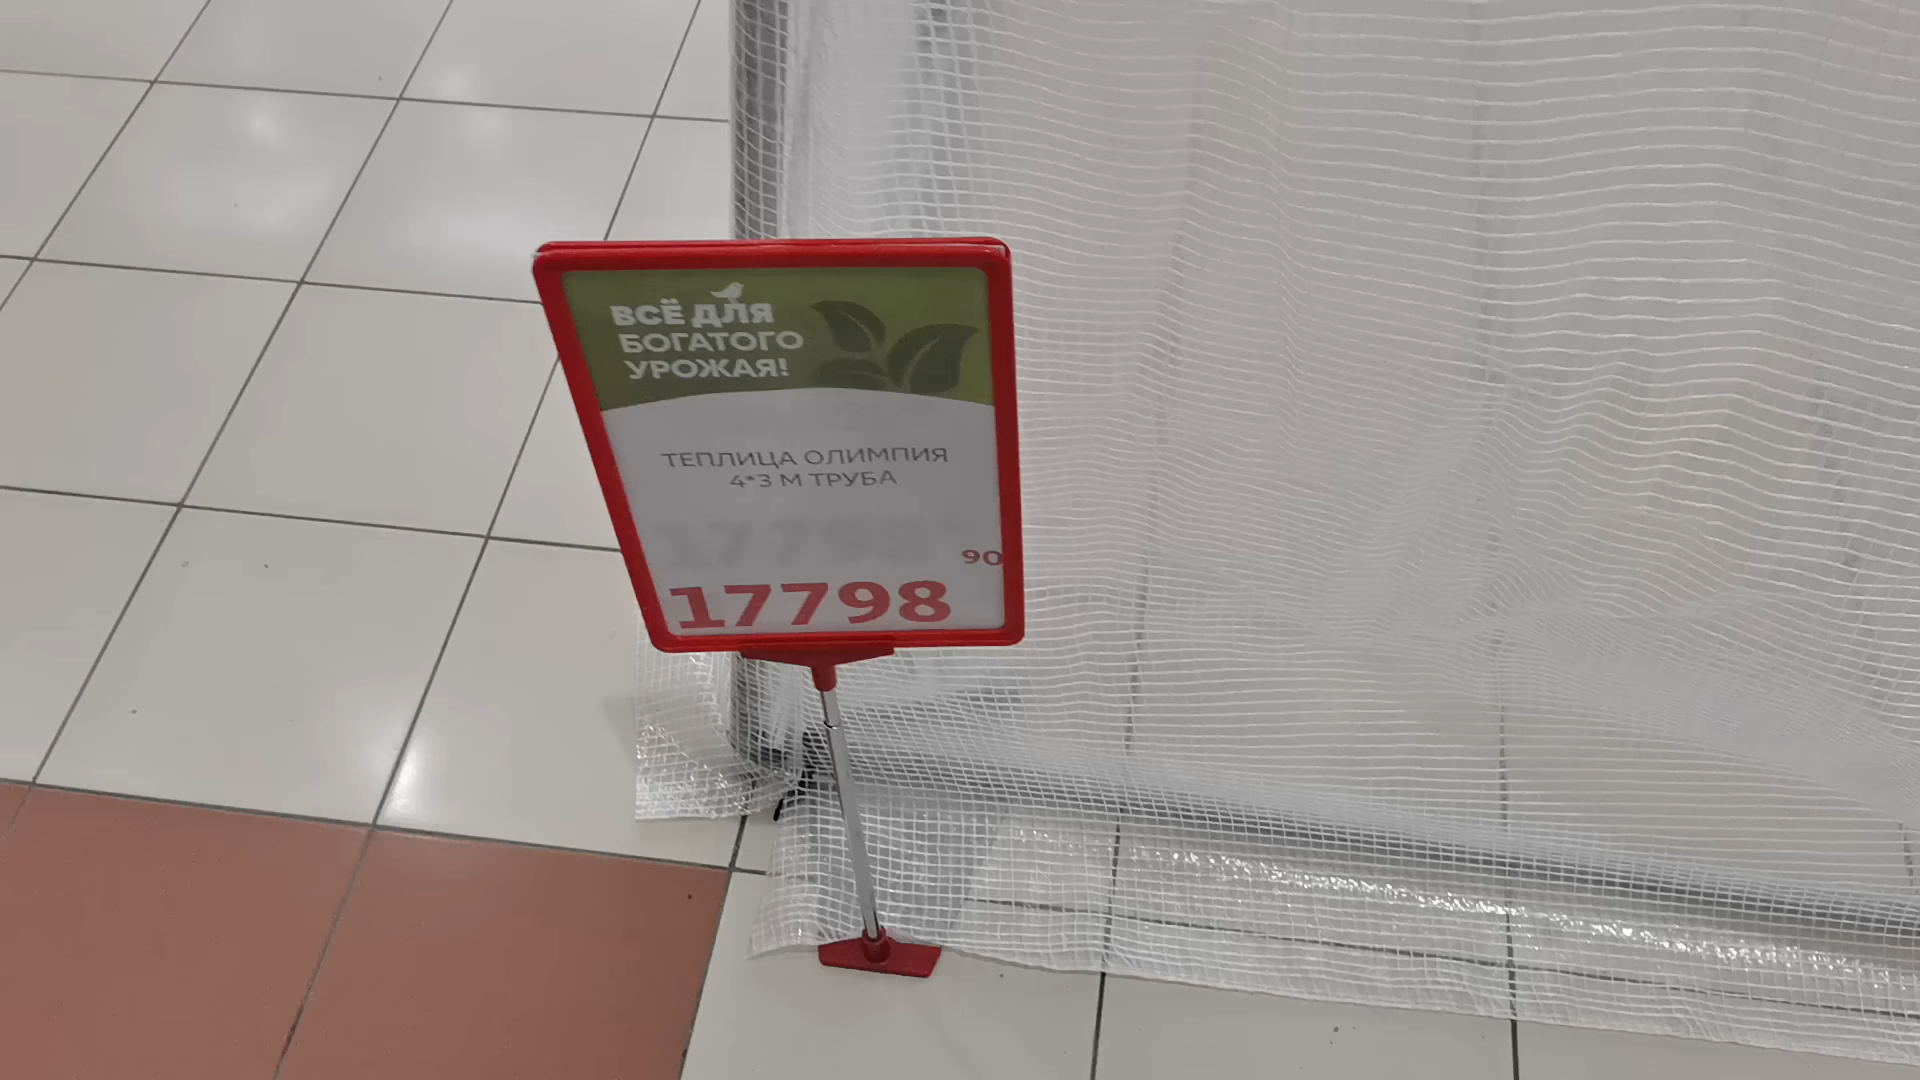 ВСЁ ДЛЯ
БОГАТОГО
УРОЖАЯ!
ТЕПЛИЦА ОЛИМПИЯ
4*3 М ТРУБА
17798 90